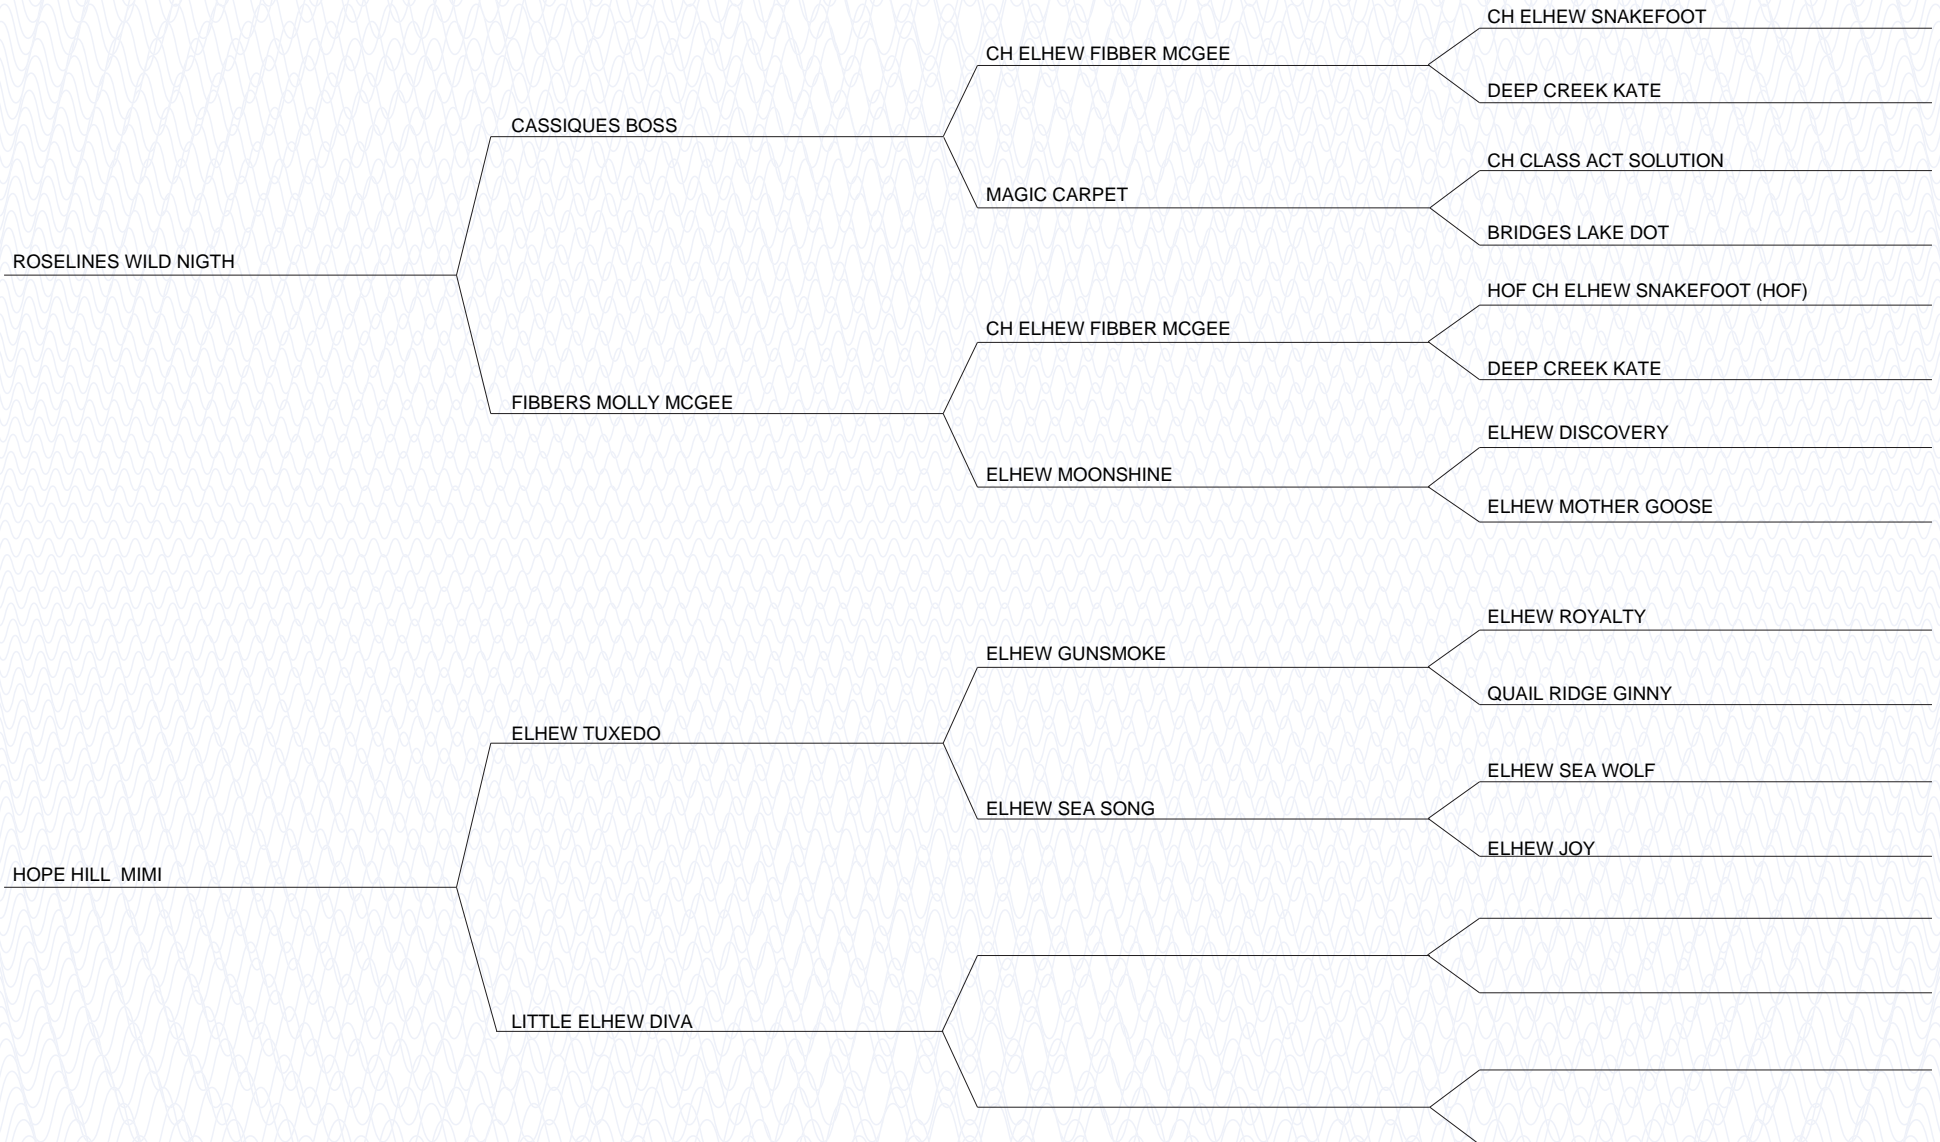 CH ELHEW SNAKEFOOT
CH ELHEW FIBBER MCGEE
DEEP CREEK KATE
CASSIQUES BOSS
CH CLASS ACT SOLUTION
MAGIC CARPET
BRIDGES LAKE DOT
ROSELINES WILD NIGTH
HOF CH ELHEW SNAKEFOOT (HOF)
CH ELHEW FIBBER MCGEE
DEEP CREEK KATE
FIBBERS MOLLY MCGEE
ELHEW DISCOVERY
ELHEW MOONSHINE
ELHEW MOTHER GOOSE
ELHEW ROYALTY
ELHEW GUNSMOKE
QUAIL RIDGE GINNY
ELHEW TUXEDO
ELHEW SEA WOLF
ELHEW SEA SONG
ELHEW JOY
HOPE HILL  MIMI
LITTLE ELHEW DIVA